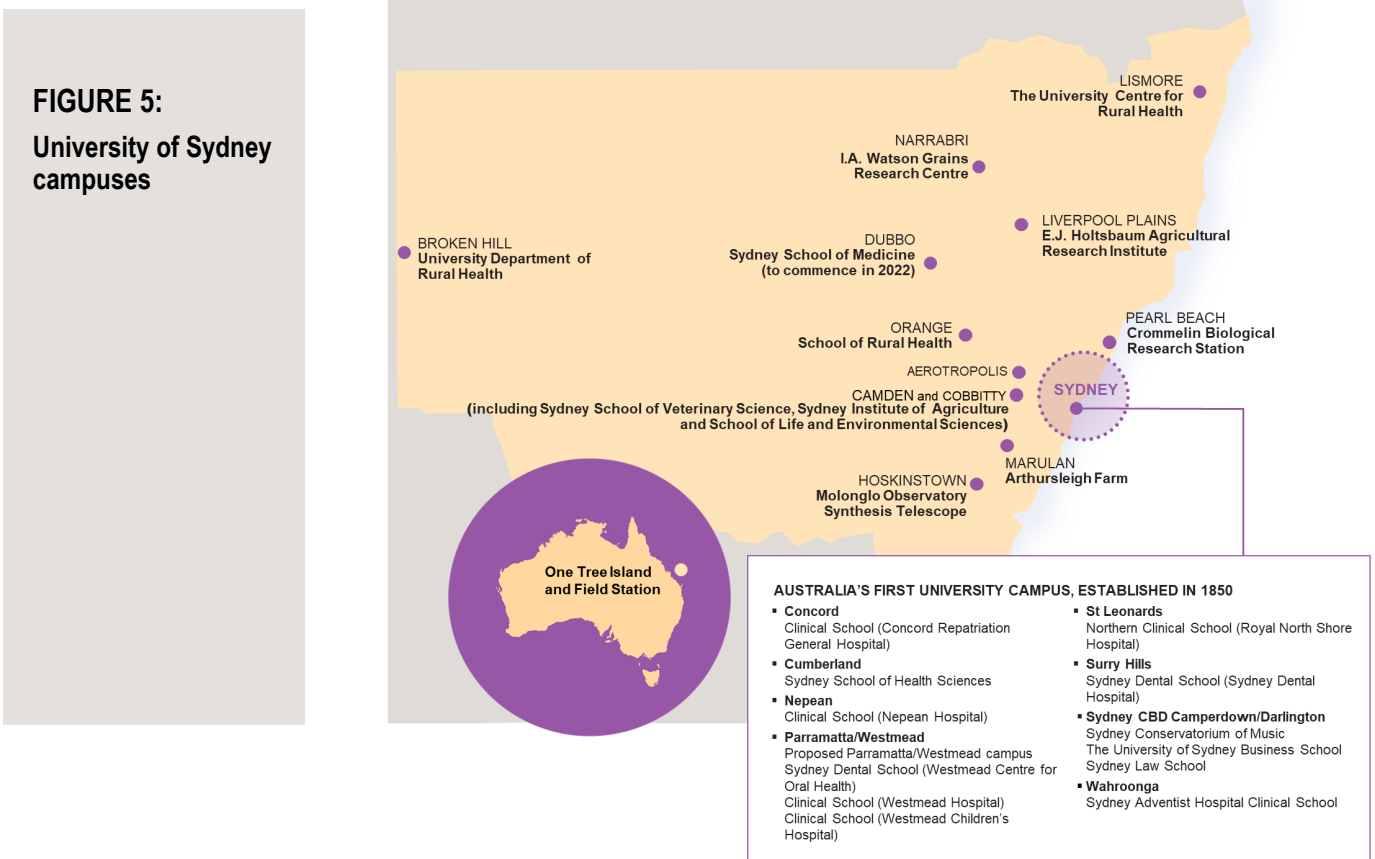 FIGURE 5:
University of Sydney
campuses
LISMORE
The University Centre for
Rural Health
NARRABRI
I.A. Watson Grains
Research Centre
LIVERPOOL PLAINS
E.J. Holtsbaum Agricultural
Research Institute
BROKEN HILL
University Department of
Rural Health
DUBBO
Sydney School of Medicine
(to commence in 2022)
PEARL BEACH
Crommelin Biological
Research Station
ORANGE
School of Rural Health
AEROTROPOLIS
SYDNEY
CAMDEN and COBBITTY
(including Sydney School of Veterinary Science, Sydney Institute of Agriculture
and School of Life and Environmental Sciences)
MARULAN
Arthursleigh Farm
HOSKINSTOWN
Molonglo Observatory
Synthesis Telescope
One Tree Island
and Field Station
AUSTRALIA'S FIRST UNIVERSITY CAMPUS, ESTABLISHED IN 1850
▪ Concord
Clinical School (Concord Repatriation
General Hospital)
▪ Cumberland
Sydney School of Health Sciences
▪ Nepean
Clinical School (Nepean Hospital)
▪ Parramatta/Westmead
Proposed Parramatta/Westmead campus
Sydney Dental School (Westmead Centre for
Oral Health)
Clinical School (Westmead Hospital)
Clinical School (Westmead Children's
Hospital)
▪ St Leonards
Northern Clinical School (Royal North Shore
Hospital)
▪ Surry Hills
Sydney Dental School (Sydney Dental
Hospital)
▪ Sydney CBD Camperdown/Darlington
Sydney Conservatorium of Music
The University of Sydney Business School
Sydney Law School
▪ Wahroonga
Sydney Adventist Hospital Clinical School